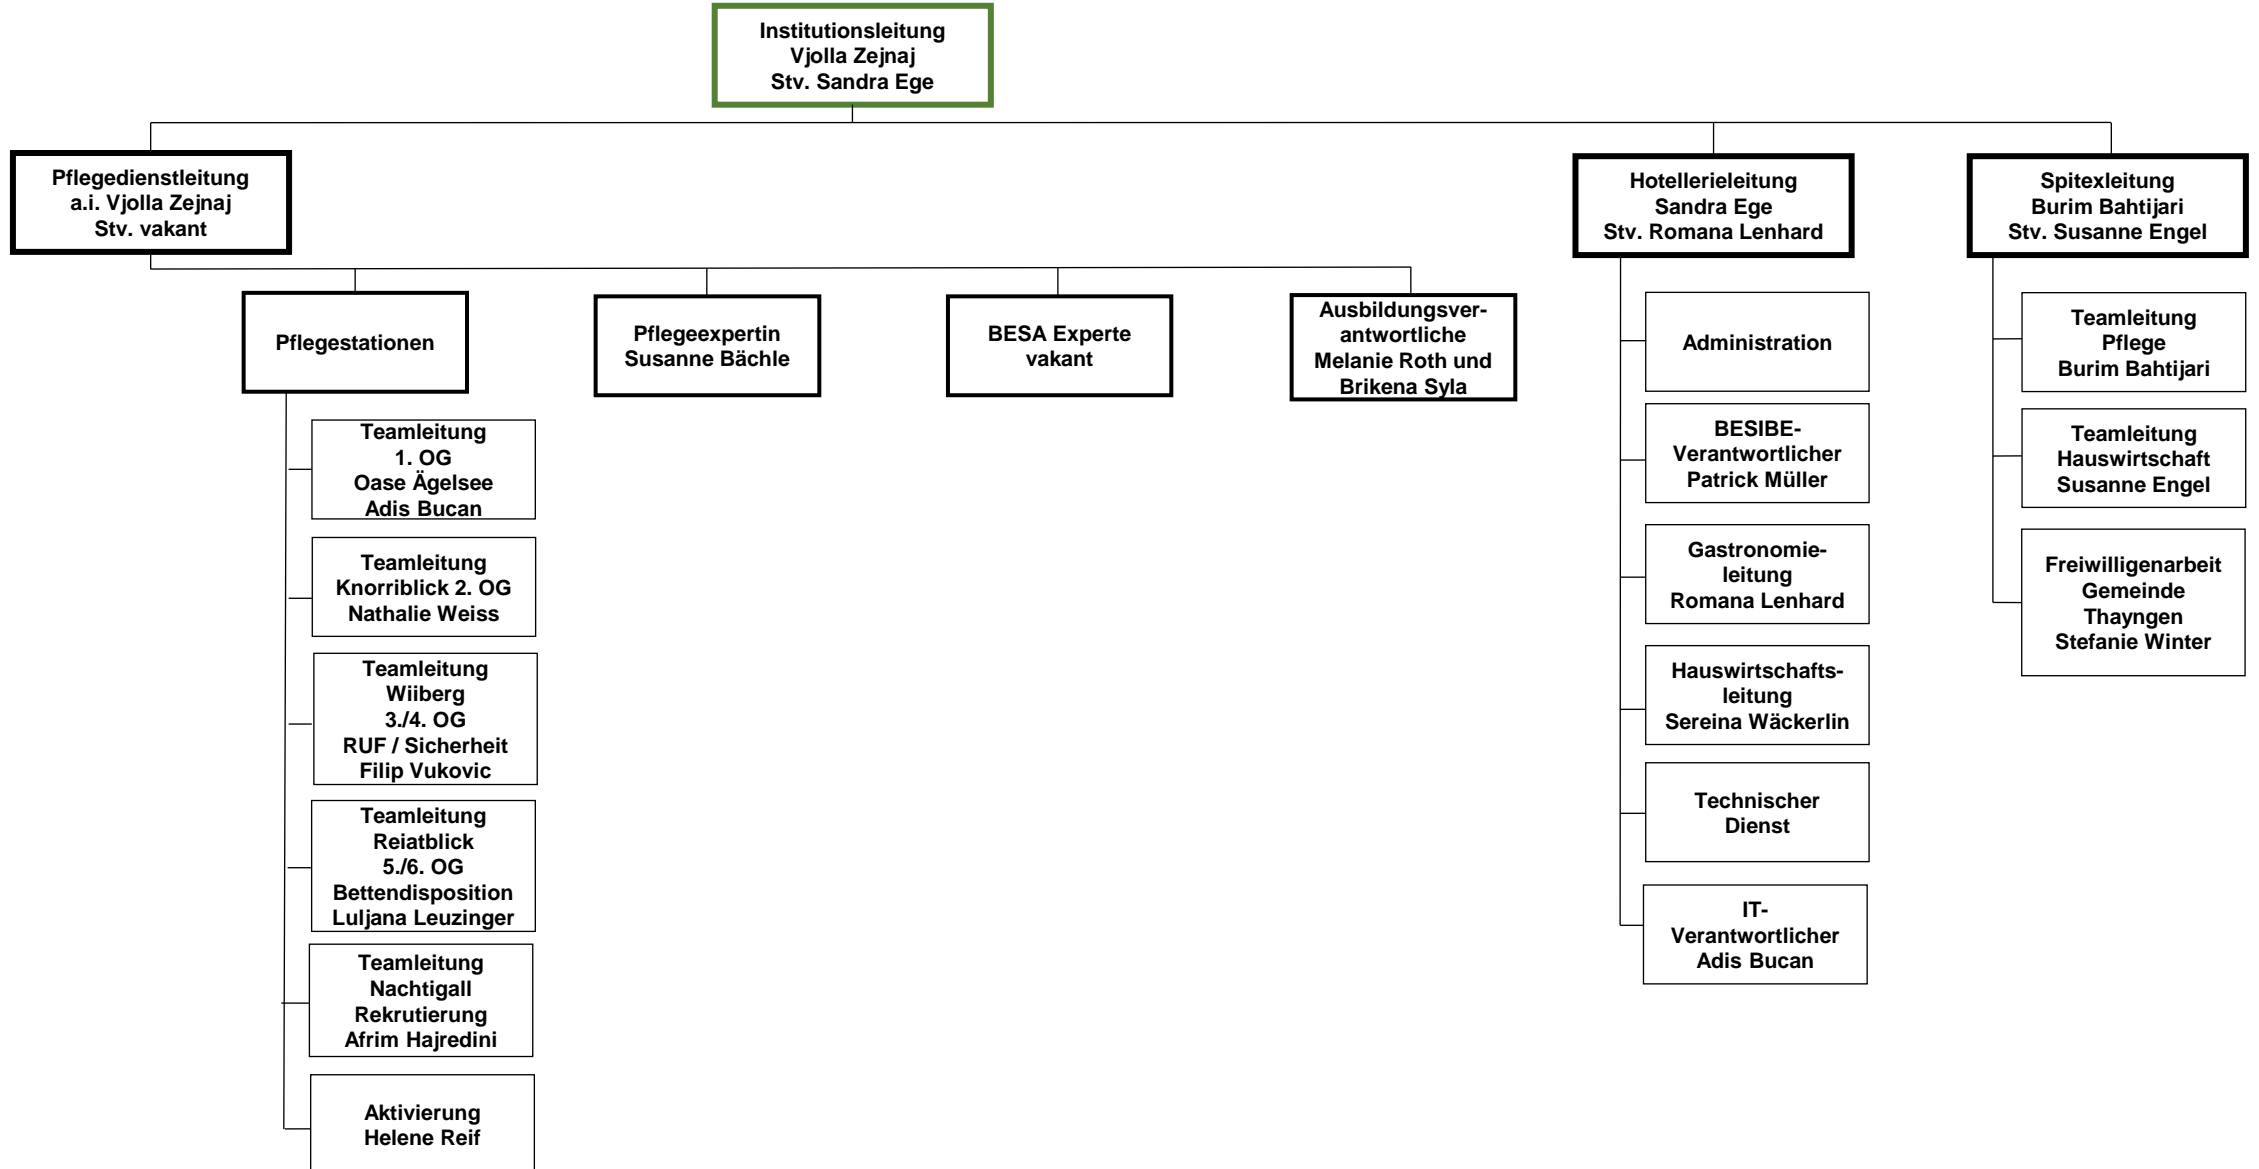 Institutionsleitung
Vjolla Zejnaj
Stv. Sandra Ege
Pflegedienstleitung
a.i. Vjolla Zejnaj
Stv. vakant
Hotellerieleitung
Sandra Ege
Stv. Romana Lenhard
Spitexleitung
Burim Bahtijari
Stv. Susanne Engel
Pflegestationen
Pflegeexpertin
Susanne Bächle
BESA Experte
vakant
Ausbildungsver-
antwortliche
Melanie Roth und
Brikena Syla
Teamleitung
1. OG
Oase Ägelsee
Adis Bucan
Teamleitung
Knorriblick 2. OG
Nathalie Weiss
Teamleitung
Wiiberg
3./4. OG
RUF / Sicherheit
Filip Vukovic
Teamleitung
Reiatblick
5./6. OG
Bettendisposition
Luljana Leuzinger
Teamleitung
Nachtigall
Rekrutierung
Afrim Hajredini
Aktivierung
Helene Reif
Administration
BESIBE-
Verantwortlicher
Patrick Müller
Gastronomie-
leitung
Romana Lenhard
Hauswirtschafts-
leitung
Sereina Wäckerlin
Technischer
Dienst
IT-
Verantwortlicher
Adis Bucan
Teamleitung
Pflege
Burim Bahtijari
Teamleitung
Hauswirtschaft
Susanne Engel
Freiwilligenarbeit
Gemeinde
Thayngen
Stefanie Winter